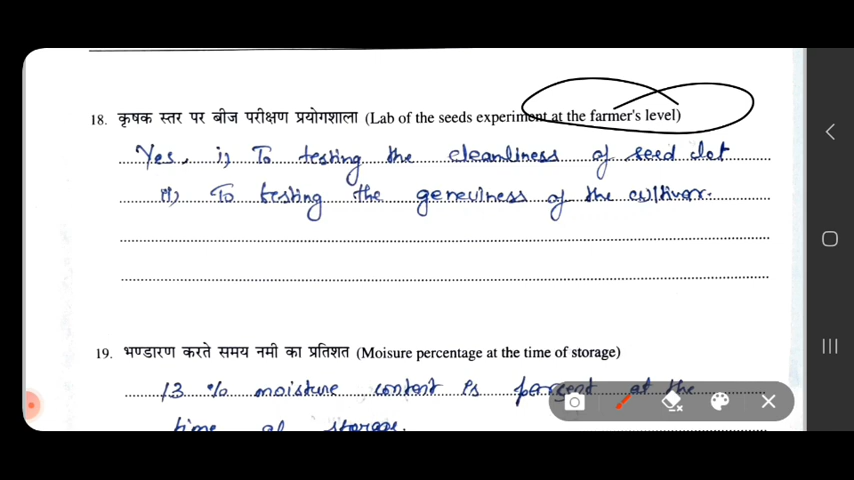 18. कृषक स्तर पर बीज परीक्षण प्रयोगशाला (Lab of the seeds experiment at the farmer's level)
Yes, i) To testing the cleanliness of seed clot
ii) To testing the geneuiness of the cultivar.
19. भण्डारण करते समय नमी का प्रतिशत (Moisure percentage at the time of storage)
13 % moisture content is percent at the
time of storage.